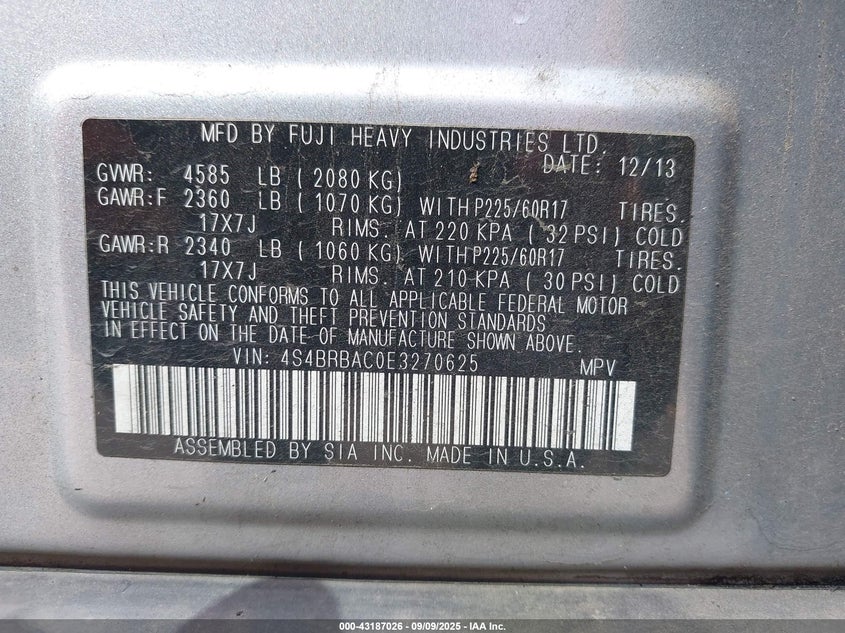 MFD BY FUJI HEAVY INDUSTRIES LTD.
DATE: 12/13
GVWR: 4585 LB ( 2080 KG)
GAWR:F 2360 LB ( 1070 KG) WITH P225/60R17 TIRES.
17X7J RIMS. AT 220 KPA ( 32 PSI) COLD
GAWR:R 2340 LB ( 1060 KG) WITH P225/60R17 TIRES.
17X7J RIMS. AT 210 KPA ( 30 PSI) COLD
THIS VEHICLE CONFORMS TO ALL APPLICABLE FEDERAL MOTOR
VEHICLE SAFETY AND THEFT PREVENTION STANDARDS
IN EFFECT ON THE DATE OF MANUFACTURE SHOWN ABOVE.
VIN: 4S4BRBAC0E3270625 MPV
ASSEMBLED BY SIA INC. MADE IN U.S.A.
000-43187026 - 09/09/2025 - IAA Inc.